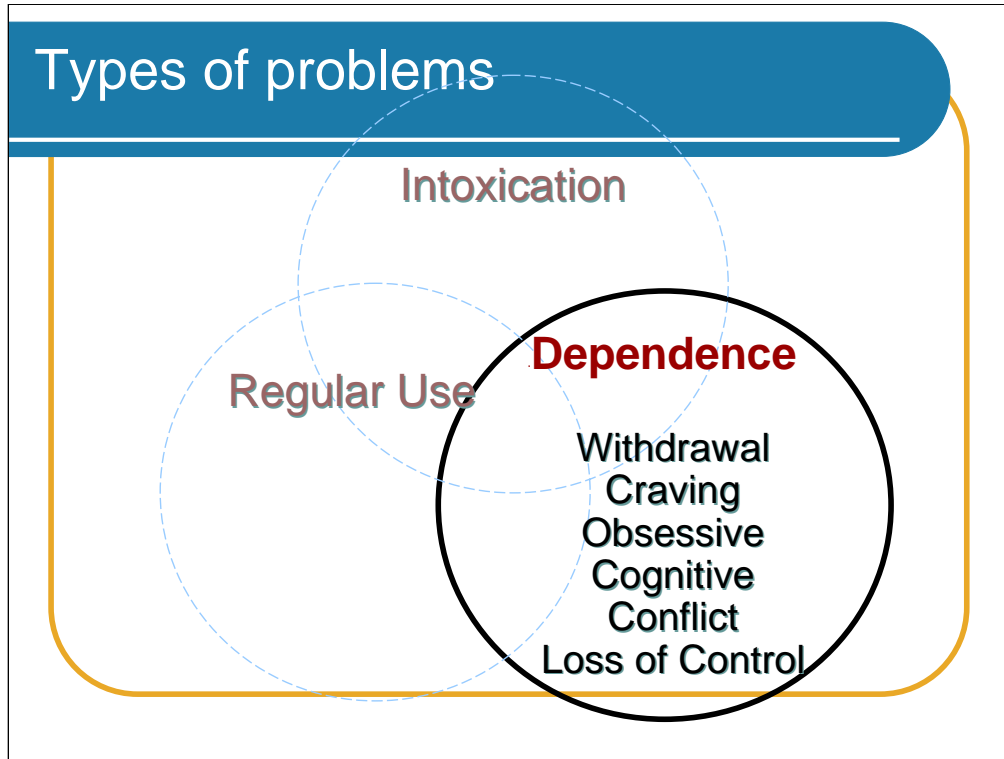 Types of problems
Intoxication
Dependence
Regular Use
Withdrawal
Craving
Obsessive
Cognitive
Conflict
Loss of Control